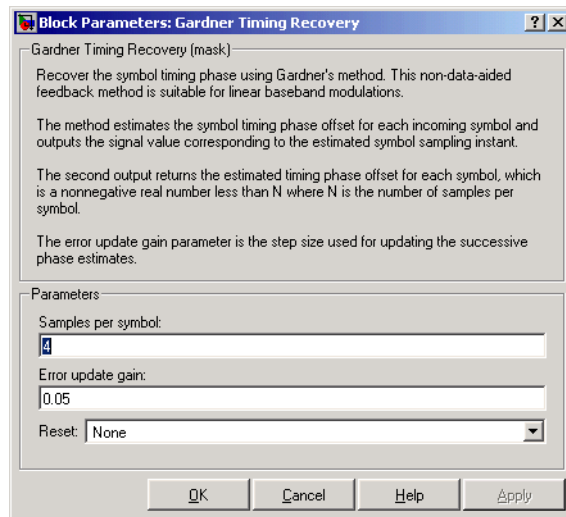 Block Parameters: Gardner Timing Recovery
Gardner Timing Recovery (mask)
Recover the symbol timing phase using Gardner's method. This non-data-aided
feedback method is suitable for linear baseband modulations.
The method estimates the symbol timing phase offset for each incoming symbol and
outputs the signal value corresponding to the estimated symbol sampling instant.
The second output returns the estimated timing phase offset for each symbol, which
is a nonnegative real number less than N where N is the number of samples per
symbol.
The error update gain parameter is the step size used for updating the successive
phase estimates.
Parameters
Samples per symbol:
4
Error update gain:
0.05
Reset: None
OK Cancel Help Apply